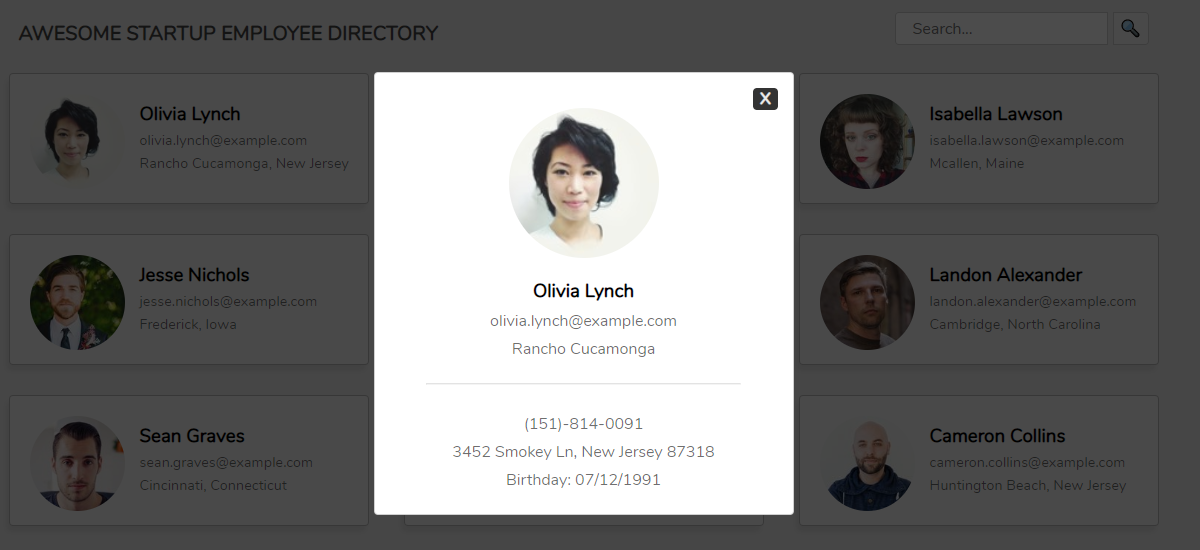 AWESOME STARTUP EMPLOYEE DIRECTORY
Search...
Olivia Lynch
olivia.lynch@example.com
Rancho Cucamonga, New Jersey
X
Olivia Lynch
olivia.lynch@example.com
Rancho Cucamonga
(151)-814-0091
3452 Smokey Ln, New Jersey 87318
Birthday: 07/12/1991
Isabella Lawson
isabella.lawson@example.com
Mcallen, Maine
Jesse Nichols
jesse.nichols@example.com
Frederick, Iowa
Landon Alexander
landon.alexander@example.com
Cambridge, North Carolina
Sean Graves
sean.graves@example.com
Cincinnati, Connecticut
Cameron Collins
cameron.collins@example.com
Huntington Beach, New Jersey